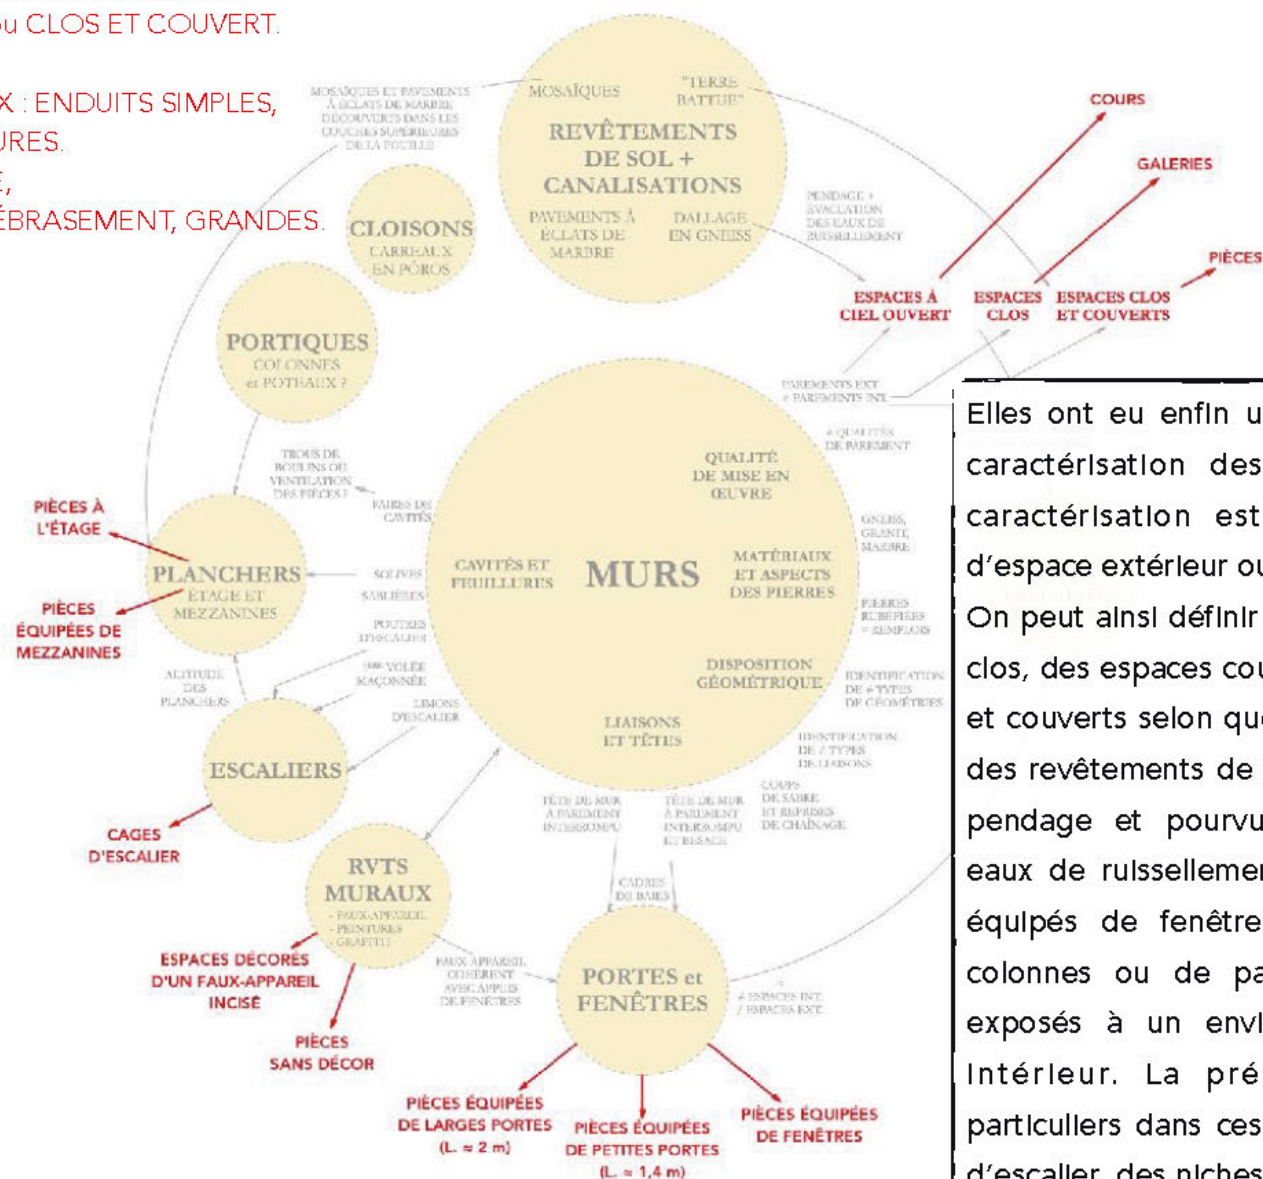 ou CLOS ET COUVERT.
X : ENDUITS SIMPLES,
URES.
E,
ÉBRASEMENT, GRANDES.
MOSAÏQUES ET PAVEMENTS
À ÉCLATS DE MARBRE
DÉCOUVERTS DANS LES
COUCHES SUPÉRIEURES
DE LA FOUILLE
MOSAÏQUES
"TERRE
BATTUE"
REVÊTEMENTS
DE SOL +
CANALISATIONS
PAVEMENTS À
ÉCLATS DE
MARBRE
DALLAGE
EN GNEISS
CLOISONS
CARREAUX
EN PÔROS
PENDAGE +
ÉVACUATION
DES EAUX DE
RUISSELLEMENT
COURS
GALERIES
PIÈCES
ESPACES À
CIEL OUVERT
ESPACES
CLOS
ESPACES CLOS
ET COUVERTS
PORTIQUES
COLONNES
et POTEAUX ?
PAREMENTS EXT.
≠ PAREMENTS INT.
≠ QUALITÉS
DE PAREMENT
TROUS DE
BOULINS OU
VENTILATION
DES PIÈCES ?
PAIRES DE
CAVITÉS
QUALITÉ
DE MISE EN
ŒUVRE
GNEISS,
GRANIT,
MARBRE
PIÈCES À
L'ÉTAGE
PLANCHERS
ÉTAGE ET
MEZZANINES
PIÈCES
ÉQUIPÉES DE
MEZZANINES
SOLIVES
SABLIÈRES
CAVITÉS ET
FEUILLURES
MURS
MATÉRIAUX
ET ASPECTS
DES PIERRES
PIERRES
RUBÉFIÉES
= REMPLOIS
POUTRES
D'ESCALIER
1ère VOLÉE
MAÇONNÉE
ALTITUDE
DES
PLANCHERS
LIMONS
D'ESCALIER
DISPOSITION
GÉOMÉTRIQUE
IDENTIFICATION
DE ≠ TYPES
DE GÉOMÉTRIES
LIAISONS
ET TÊTES
IDENTIFICATION
DE ≠ TYPES
DE LIAISONS
ESCALIERS
CAGES
D'ESCALIER
TÊTE DE MUR
À PAREMENT
INTERROMPU
TÊTE DE MUR
À PAREMENT
INTERROMPU
ET BESACE
COUPS
DE SABRE
ET REPRISES
DE CHAÎNAGE
CADRES
DE BAIES
RVTS
MURAUX
- FAUX-APPAREIL
- PEINTURES
- GRAFFITI
ESPACES DÉCORÉS
D'UN FAUX-APPAREIL
INCISÉ
PIÈCES
SANS DÉCOR
FAUX APPAREIL
COHÉRENT
AVEC APPUIS
DE FENÊTRES
PORTES et
FENÊTRES
≠ ESPACES INT.
/ ESPACES EXT.
PIÈCES ÉQUIPÉES
DE LARGES PORTES
(L. ≈ 2 m)
PIÈCES ÉQUIPÉES
DE PETITES PORTES
(L. ≈ 1,4 m)
PIÈCES ÉQUIPÉES
DE FENÊTRES
Elles ont eu enfin u
caractérisation des
caractérisation est
d'espace extérieur ou
On peut ainsi définir
clos, des espaces cou
et couverts selon que
des revêtements de
pendage et pourvu
eaux de ruissellemen
équipés de fenêtre
colonnes ou de pa
exposés à un envi
intérieur. La pré
particuliers dans ces
d'escalier, des niches